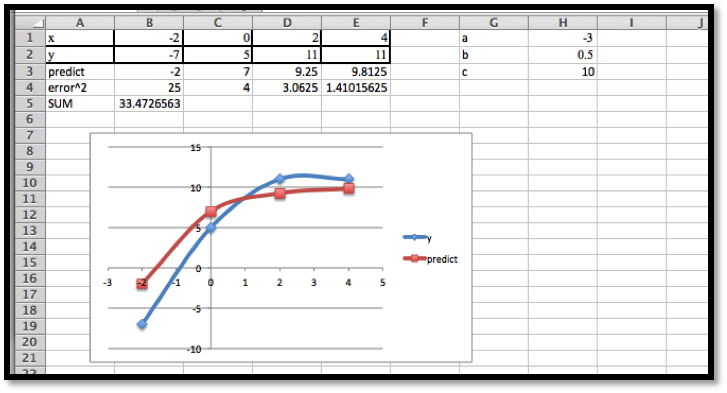 A B C D E F G H I J
1 x -2 0 2 4 a -3
2 y -7 5 11 11 b 0.5
3 predict -2 7 9.25 9.8125 c 10
4 error^2 25 4 3.0625 1.41015625
5 SUM 33.4726563
6
7
8
9
10
11
12
13
14
15
16
17
18
19
20
21
22
15
10
5
0
-5
-10
-3 -2 -1 0 1 2 3 4 5
y
predict